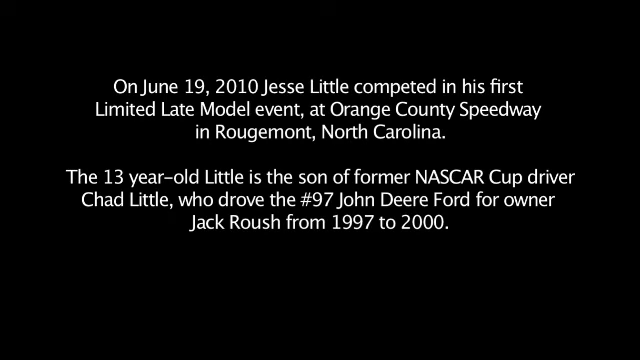 On June 19, 2010 Jesse Little competed in his first
Limited Late Model event, at Orange County Speedway
in Rougemont, North Carolina.
The 13 year-old Little is the son of former NASCAR Cup driver
Chad Little, who drove the #97 John Deere Ford for owner
Jack Roush from 1997 to 2000.